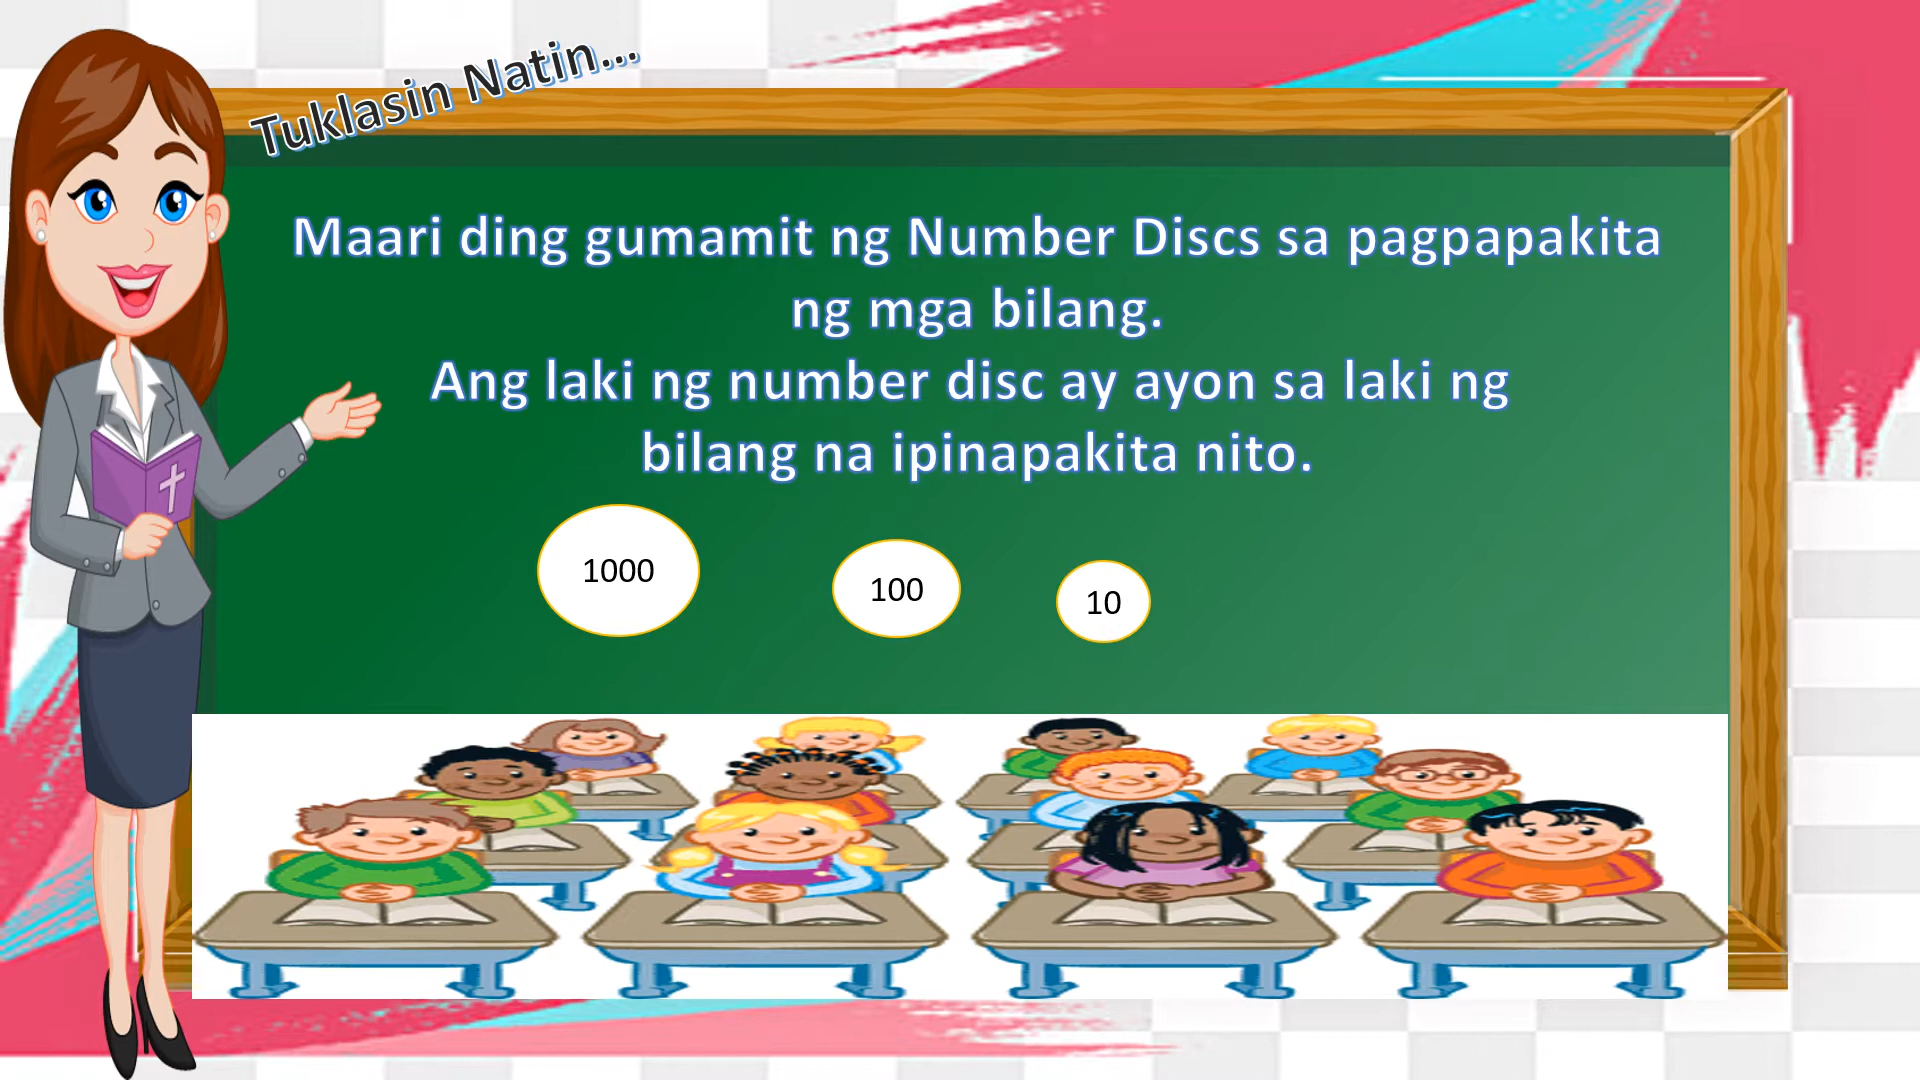 Tuklasin Natin...
Maari ding gumamit ng Number Discs sa pagpapakita
ng mga bilang.
Ang laki ng number disc ay ayon sa laki ng
bilang na ipinapakita nito.
1000
100
10